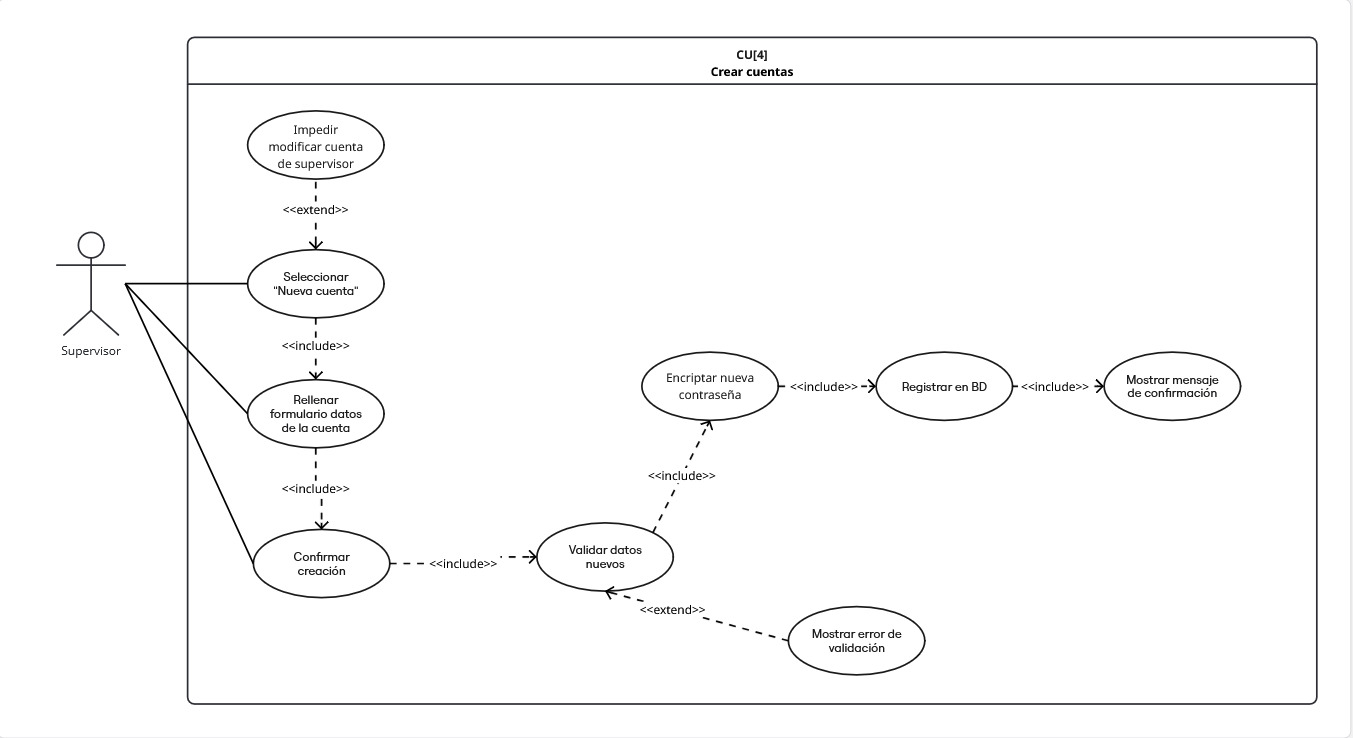 CU[4]
Crear cuentas
Impedir
modificar cuenta
de supervisor
<<extend>>
Seleccionar
"Nueva cuenta"
Supervisor
<<include>>
Rellenar
formulario datos
de la cuenta
<<include>>
Confirmar
creación
<<include>>
Validar datos
nuevos
<<include>>
Encriptar nueva
contraseña
<<include>>
Registrar en BD
<<include>>
Mostrar mensaje
de confirmación
<<extend>>
Mostrar error de
validación